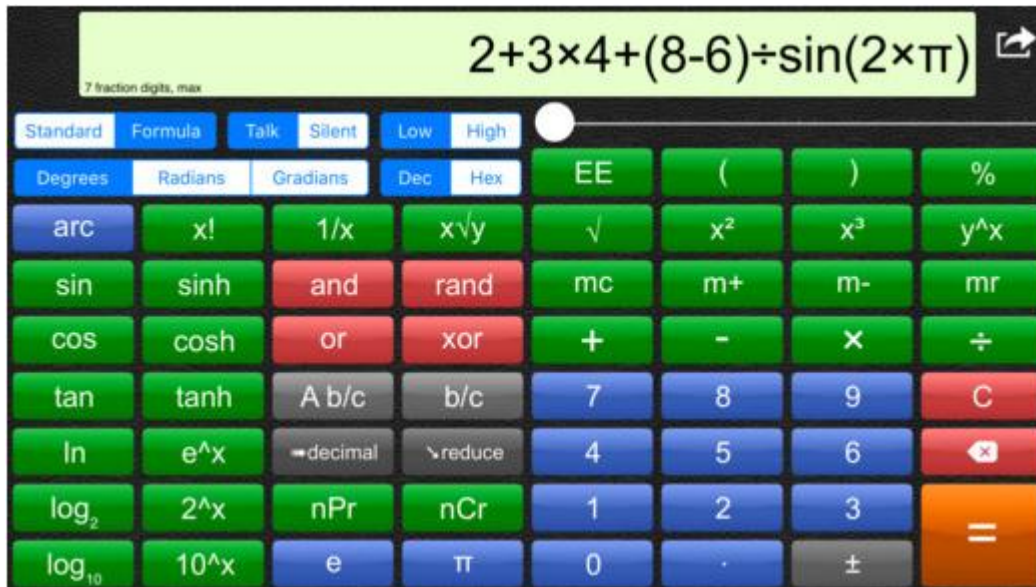 2+3×4+(8-6)÷sin(2×π)
7 fraction digits, max
Standard Formula Talk Silent Low High
Degrees Radians Gradians Dec Hex EE ( ) %
arc x! 1/x x√y √ x² x³ y^x
sin sinh and rand mc m+ m- mr
cos cosh or xor + - × ÷
tan tanh A b/c b/c 7 8 9 C
ln e^x ➡decimal ➘reduce 4 5 6
log₂ 2^x nPr nCr 1 2 3 =
log₁₀ 10^x e π 0 . ±